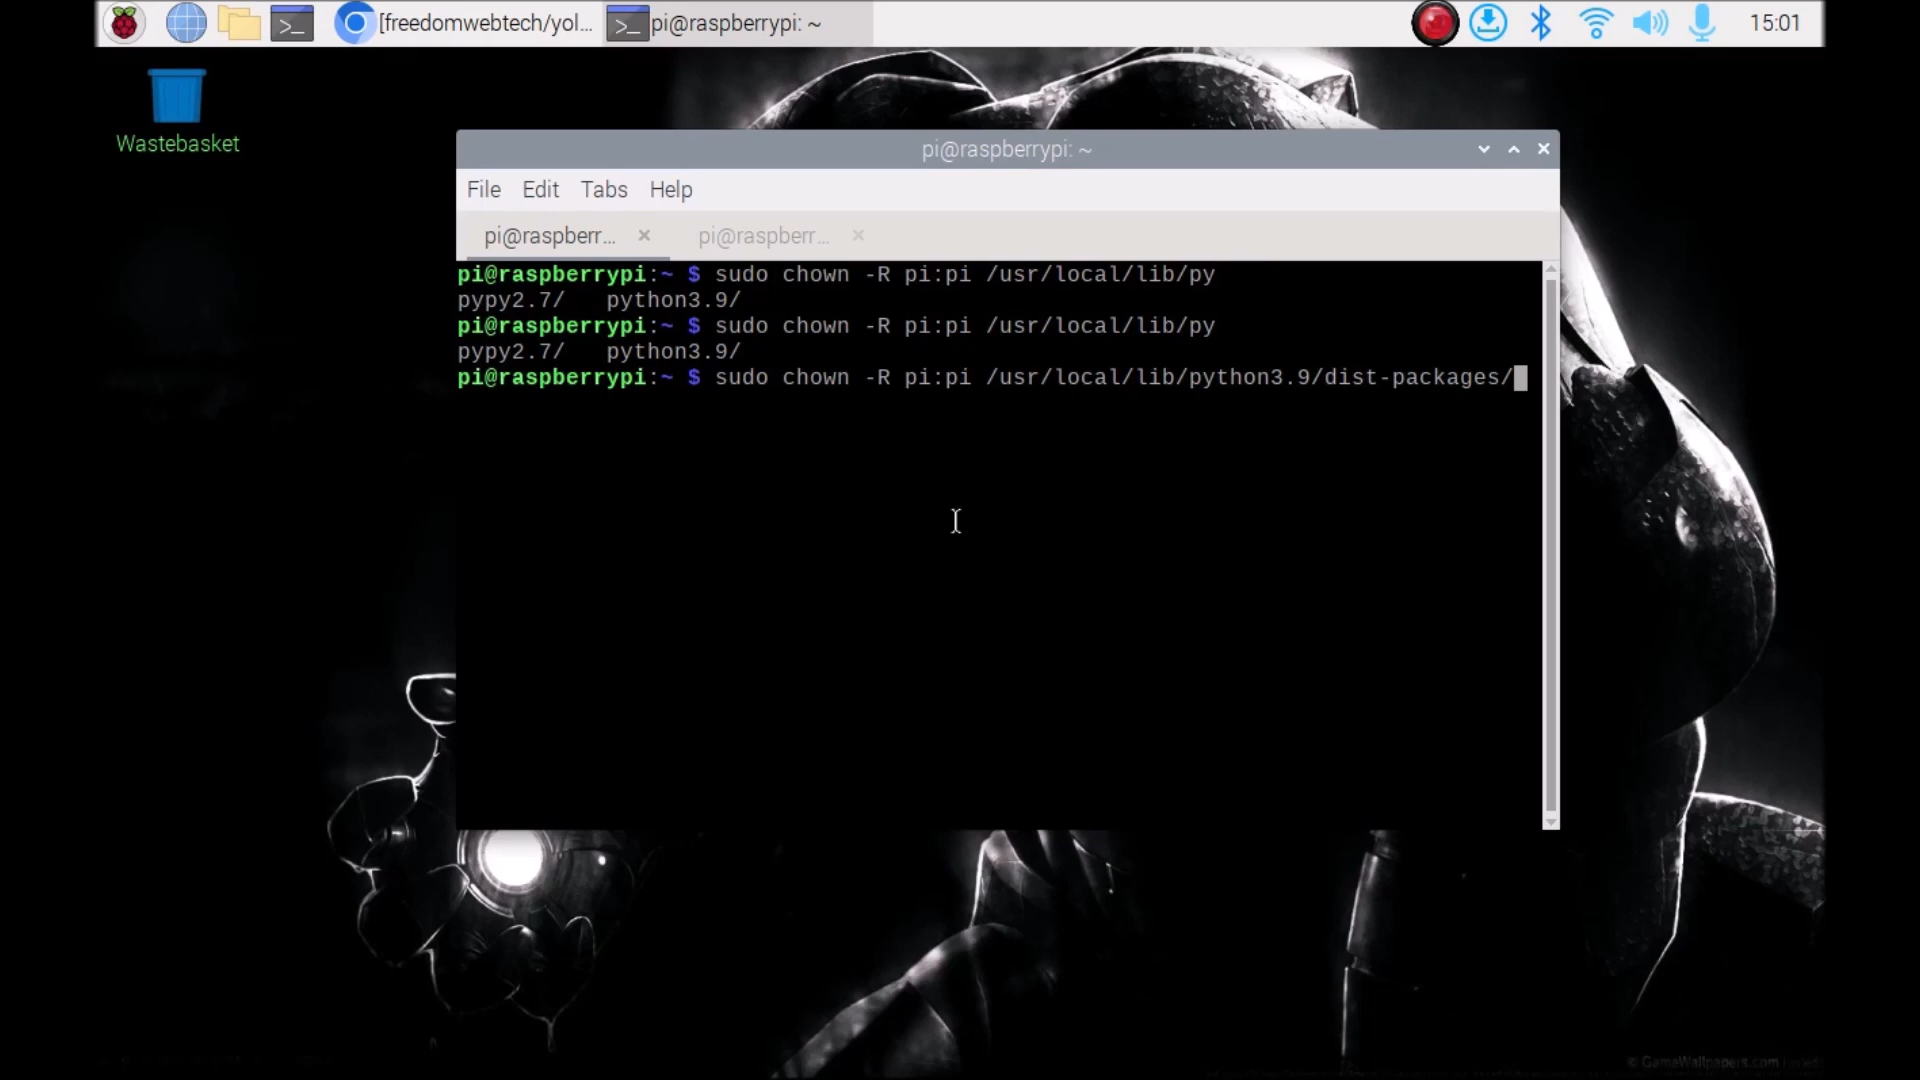 [freedomwebtech/yol... pi@raspberrypi: ~ 15:01
Wastebasket
pi@raspberrypi: ~
File Edit Tabs Help
pi@raspberr... pi@raspberr...
pi@raspberrypi:~ $ sudo chown -R pi:pi /usr/local/lib/py
pypy2.7/ python3.9/
pi@raspberrypi:~ $ sudo chown -R pi:pi /usr/local/lib/py
pypy2.7/ python3.9/
pi@raspberrypi:~ $ sudo chown -R pi:pi /usr/local/lib/python3.9/dist-packages/
© GamaWallpapers.com